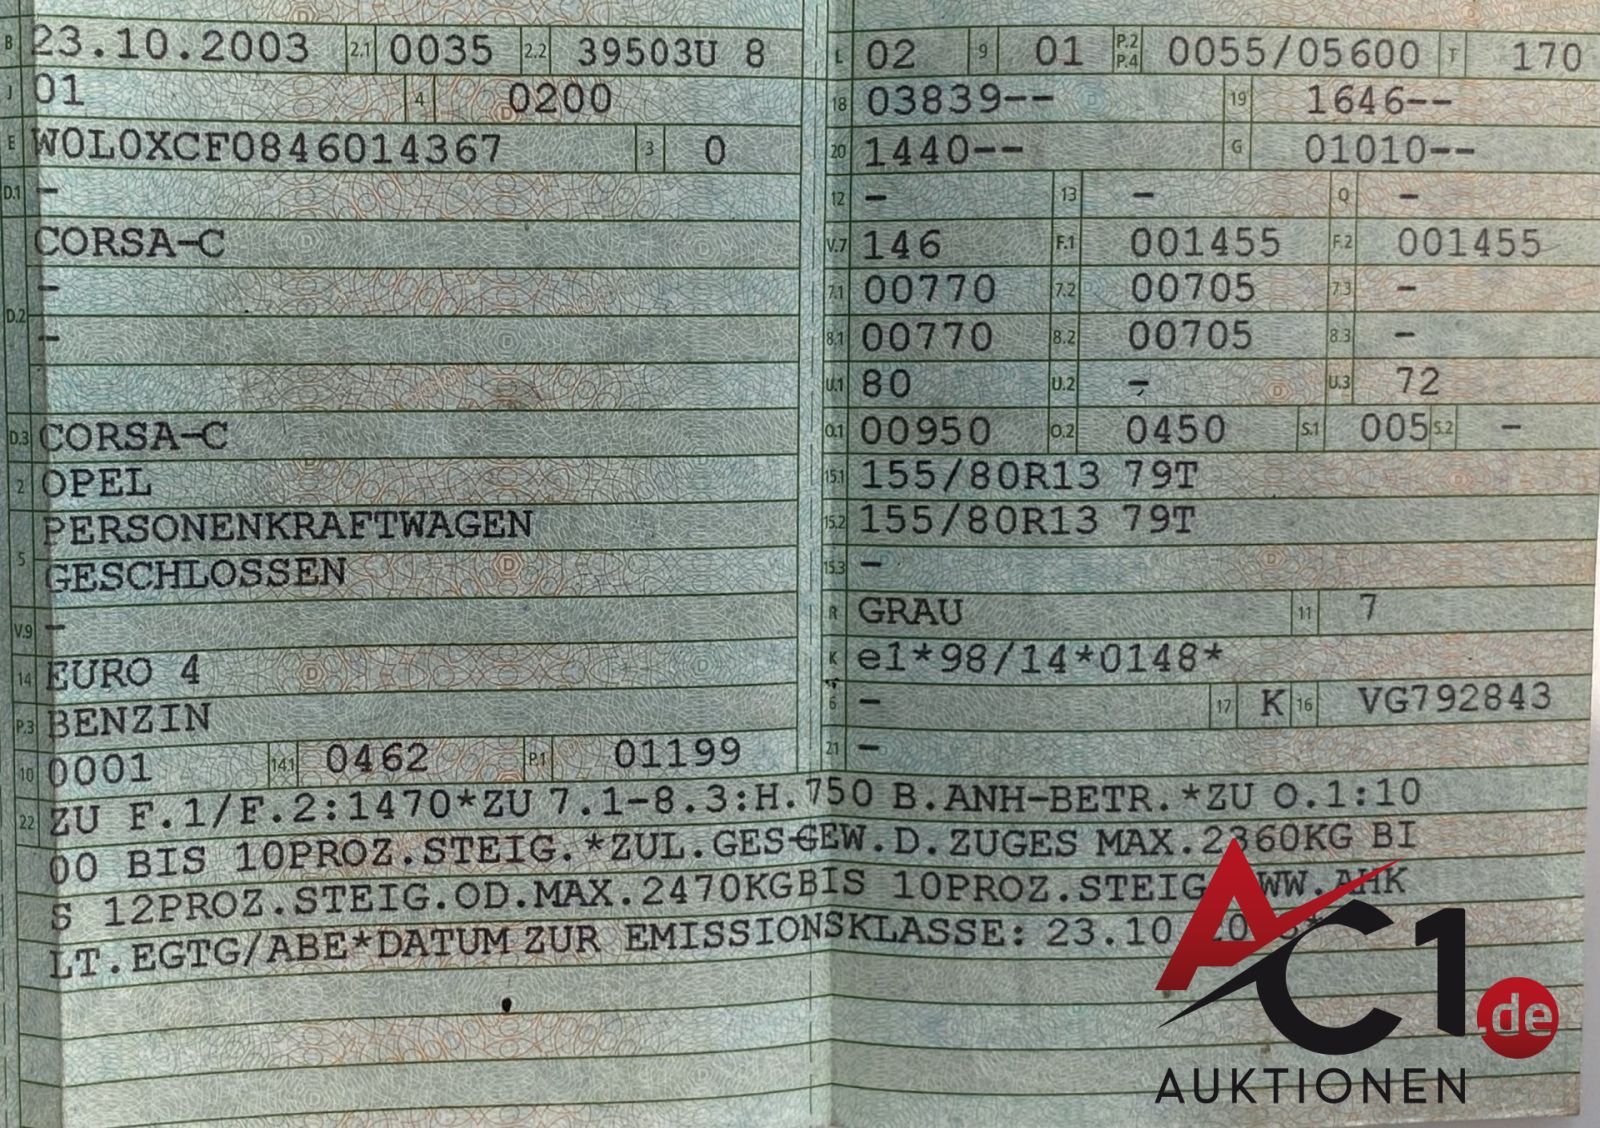 B 23.10.2003 2.1 0035 2.2 39503U 8
J 01 4 0200
E W0L0XCF0846014367 3 0
D.1 -
CORSA-C
-
D.2
-
D.3 CORSA-C
2 OPEL
PERSONENKRAFTWAGEN
5
GESCHLOSSEN
V.9 -
14 EURO 4
P.3 BENZIN
10 0001 14.1 0462 P.1 01199
L 02 9 01 P.2 P.4 0055/05600 T 170
18 03839-- 19 1646--
20 1440-- G 01010--
12 - 13 - Q -
V.7 146 F.1 001455 F.2 001455
7.1 00770 7.2 00705 7.3 -
8.1 00770 8.2 00705 8.3 -
U.1 80 U.2 - U.3 72
O.1 00950 O.2 0450 S.1 005 S.2 -
15.1 155/80R13 79T
15.2 155/80R13 79T
15.3 -
R GRAU 11 7
K e1*98/14*0148*
6 - 17 K 16 VG792843
21 -
22 ZU F.1/F.2:1470*ZU 7.1-8.3:H.750 B.ANH-BETR.*ZU O.1:10
00 BIS 10PROZ.STEIG.*ZUL.GES-GEW.D.ZUGES MAX.2360KG BI
S 12PROZ.STEIG.OD.MAX.2470KGBIS 10PROZ.STEIG WW.AHK
LT.EGTG/ABE*DATUM ZUR EMISSIONSKLASSE: 23.10
AC1.de
AUKTIONEN